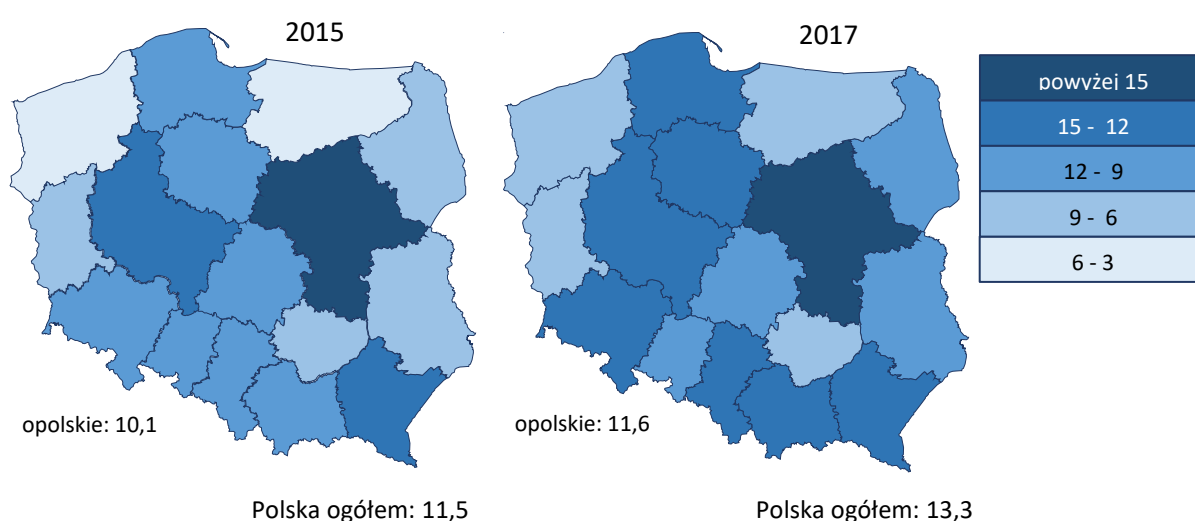 2015
2017
powyżej 15
15 - 12
12 - 9
9 - 6
6 - 3
opolskie: 10,1
opolskie: 11,6
Polska ogółem: 11,5
Polska ogółem: 13,3